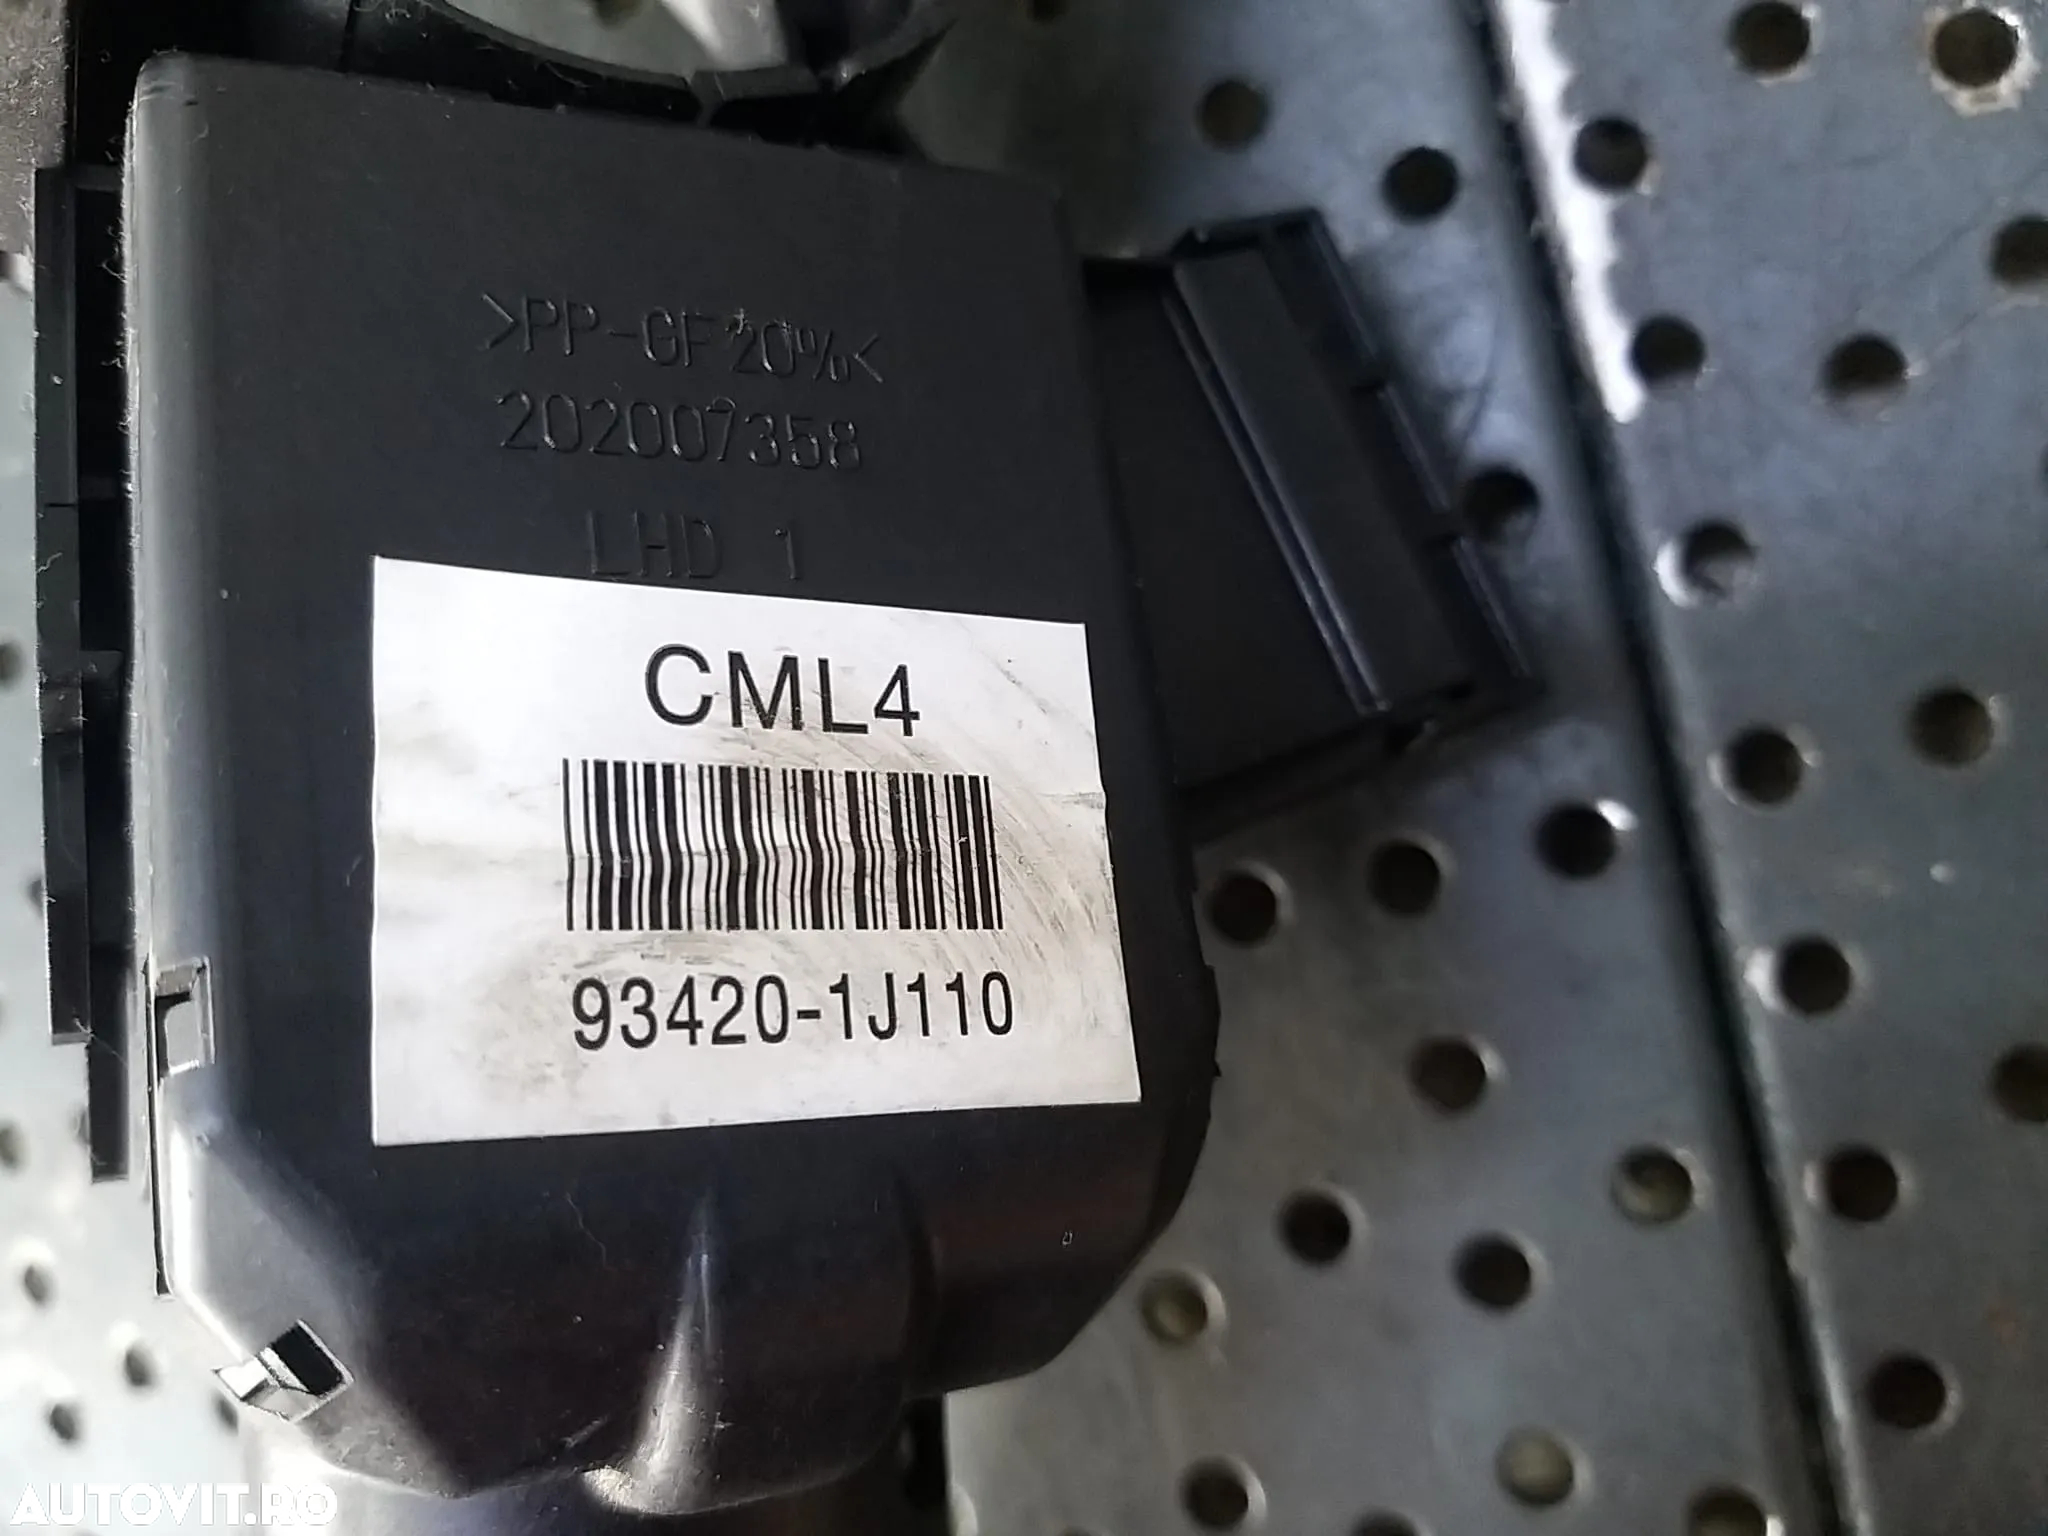 >PP-GF20%<
202007358
LHD 1
CML4
93420-1J110
AUTOVIT.RO